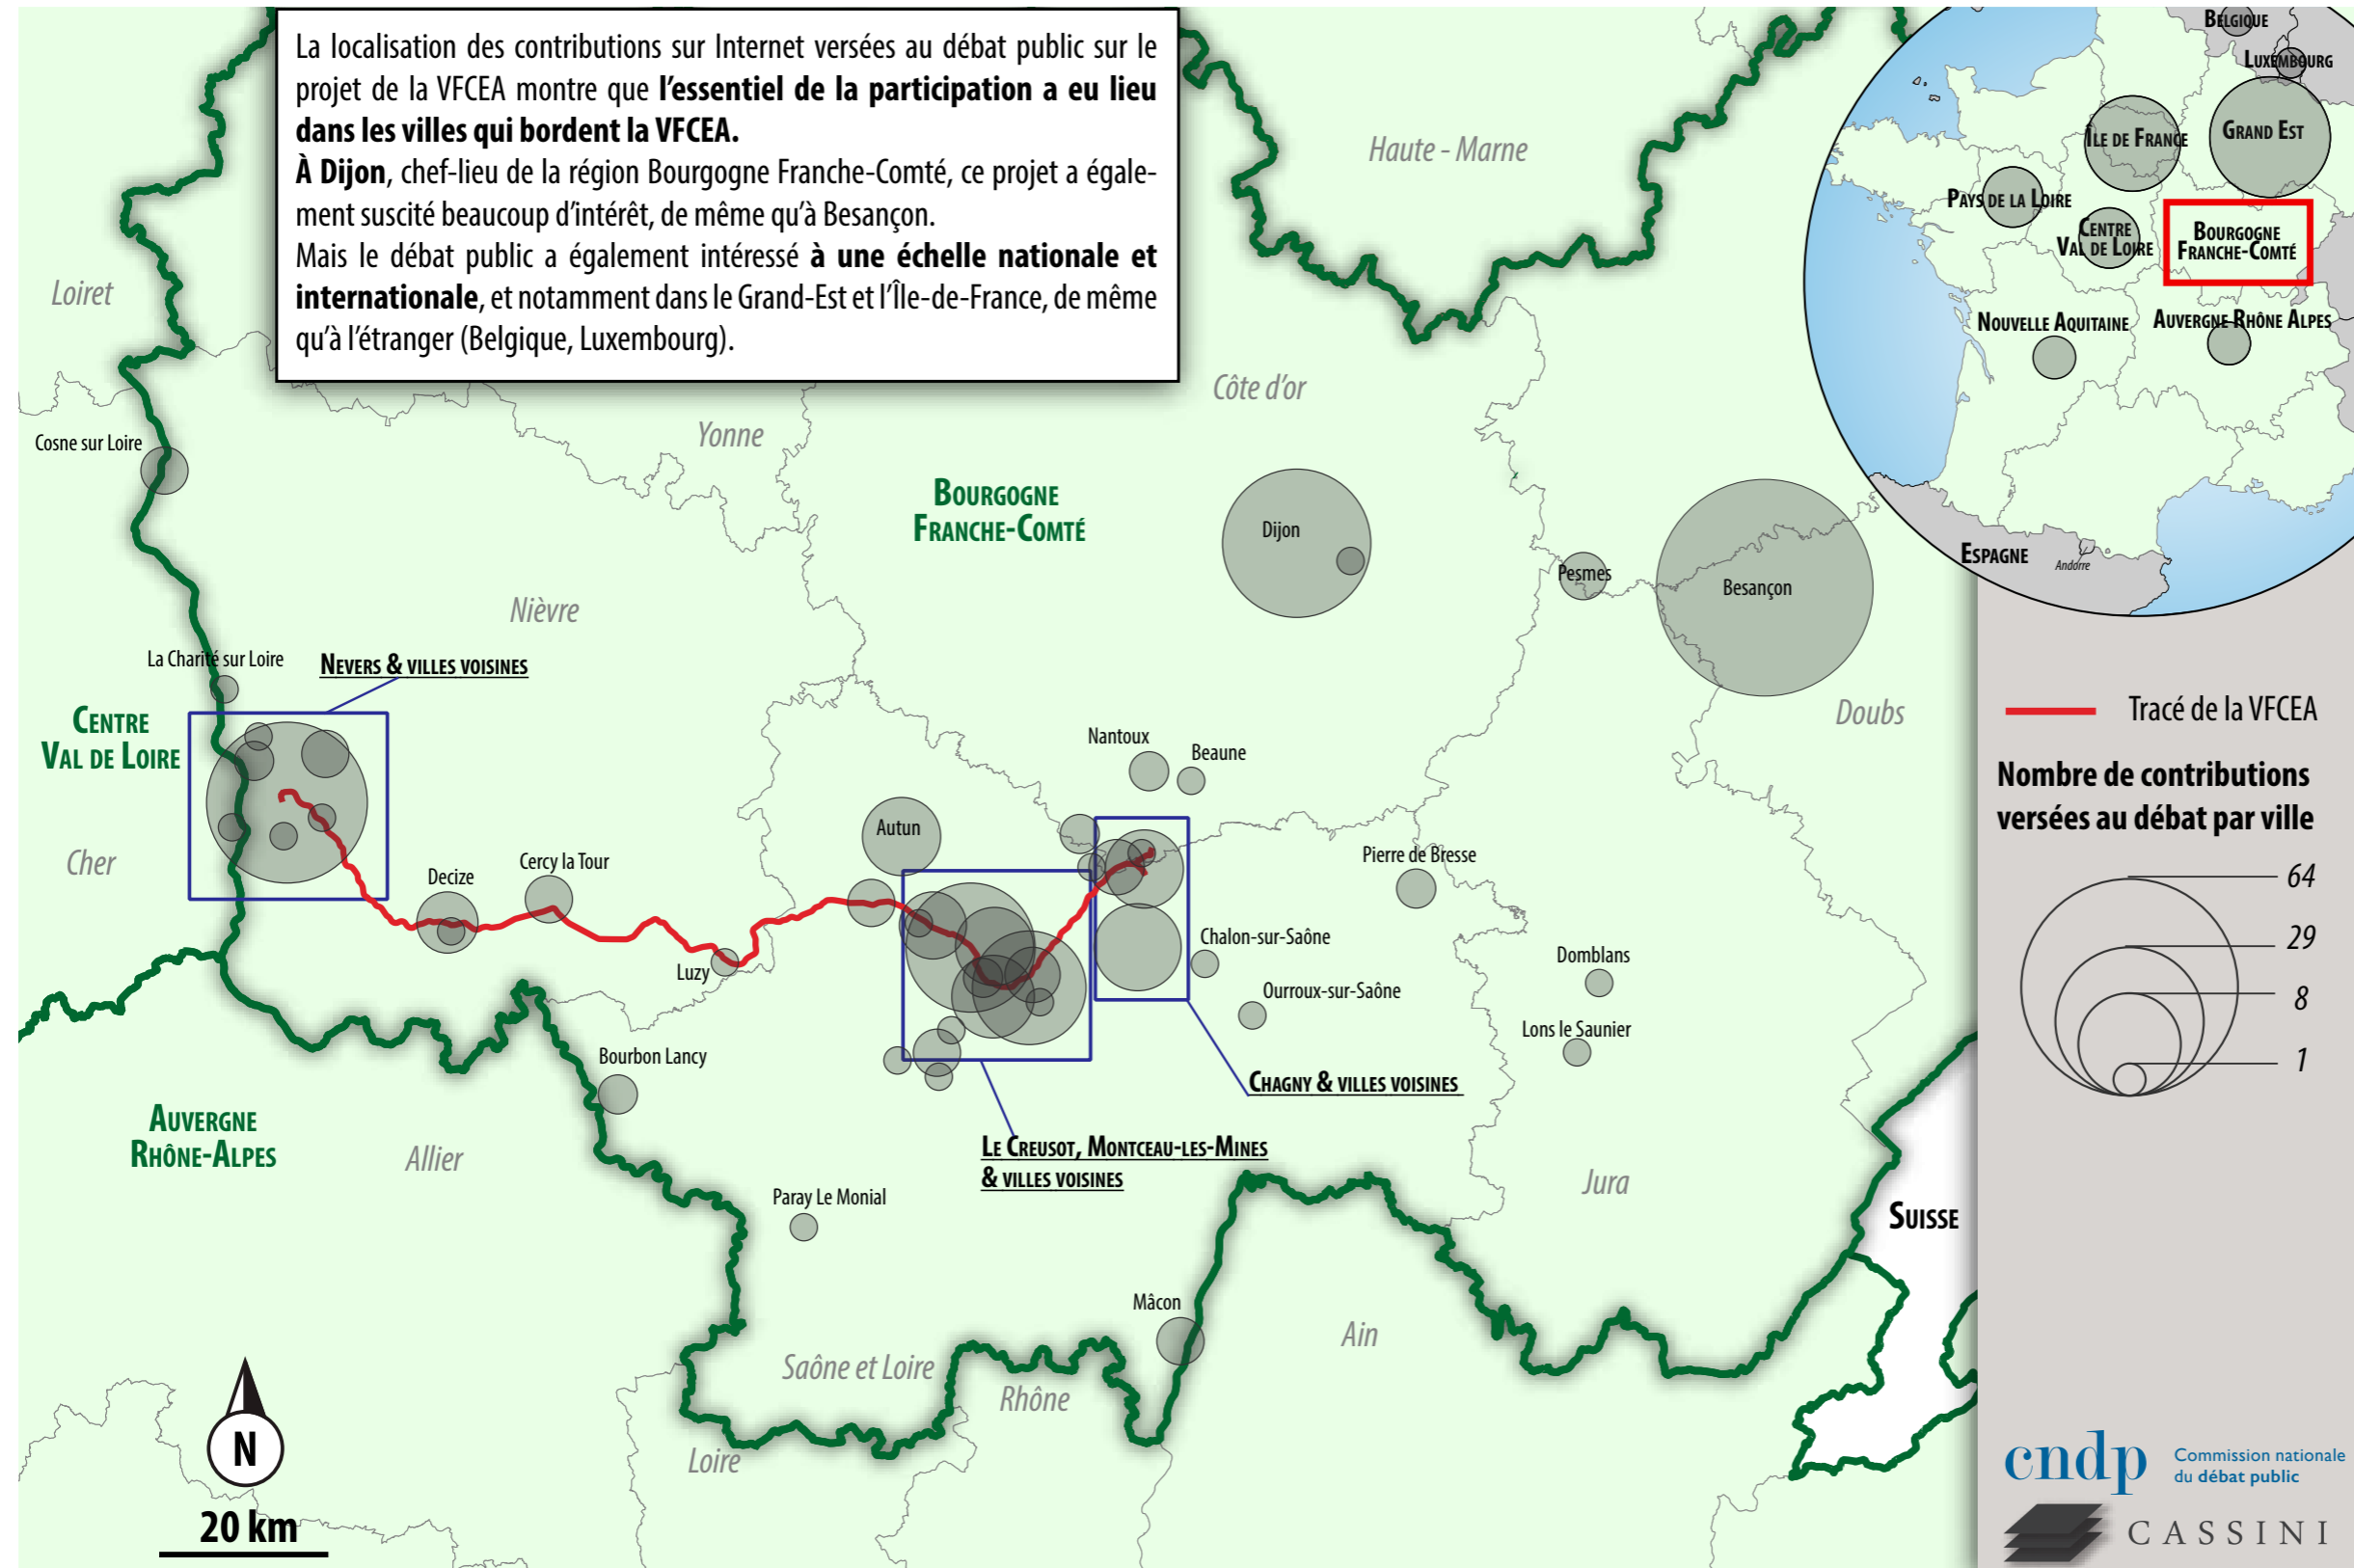 La localisation des contributions sur Internet versées au débat public sur le
projet de la VFCEA montre que l'essentiel de la participation a eu lieu
dans les villes qui bordent la VFCEA.
À Dijon, chef-lieu de la région Bourgogne Franche-Comté, ce projet a égale-
ment suscité beaucoup d'intérêt, de même qu'à Besançon.
Mais le débat public a également intéressé à une échelle nationale et
internationale, et notamment dans le Grand-Est et l'Île-de-France, de même
qu'à l'étranger (Belgique, Luxembourg).
BELGIQUE
LUXEMBOURG
ÎLE DE FRANCE
GRAND EST
PAYS DE LA LOIRE
CENTRE
VAL DE LOIRE
BOURGOGNE
FRANCHE-COMTÉ
NOUVELLE AQUITAINE
AUVERGNE RHÔNE ALPES
ESPAGNE
Andorre
Haute - Marne
Loiret
Côte d'or
Yonne
Cosne sur Loire
BOURGOGNE
FRANCHE-COMTÉ
Dijon
Pesmes
Besançon
Nièvre
La Charité sur Loire
NEVERS & VILLES VOISINES
CENTRE
VAL DE LOIRE
Doubs
Nantoux
Beaune
Autun
Cher
Cercy la Tour
Decize
Pierre de Bresse
Luzy
Chalon-sur-Saône
Domblans
Ourroux-sur-Saône
Lons le Saunier
Bourbon Lancy
CHAGNY & VILLES VOISINES
AUVERGNE
RHÔNE-ALPES
Allier
LE CREUSOT, MONTCEAU-LES-MINES
& VILLES VOISINES
Jura
Paray Le Monial
SUISSE
Mâcon
Ain
Saône et Loire
Rhône
Loire
N
20 km
Tracé de la VFCEA
Nombre de contributions
versées au débat par ville
64
29
8
1
cndp
Commission nationale
du débat public
CASSINI